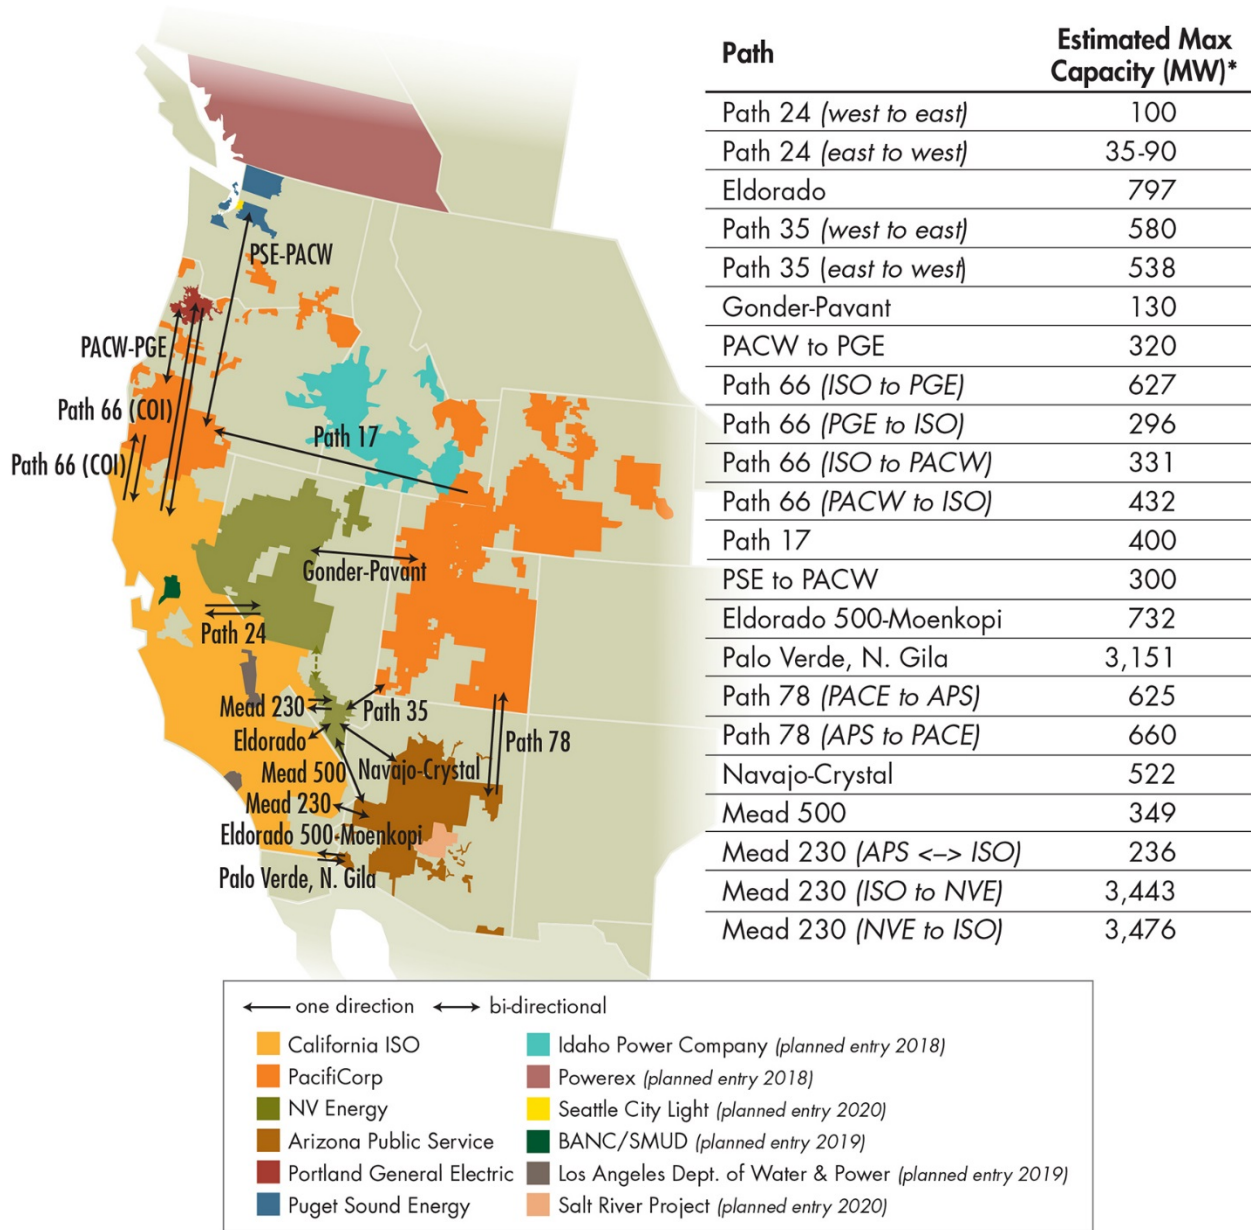 Path Estimated Max Capacity (MW)*
Path 24 (west to east) 100
Path 24 (east to west) 35-90
Eldorado 797
Path 35 (west to east) 580
Path 35 (east to west) 538
Gonder-Pavant 130
PACW to PGE 320
Path 66 (ISO to PGE) 627
Path 66 (PGE to ISO) 296
Path 66 (ISO to PACW) 331
Path 66 (PACW to ISO) 432
Path 17 400
PSE to PACW 300
Eldorado 500-Moenkopi 732
Palo Verde, N. Gila 3,151
Path 78 (PACE to APS) 625
Path 78 (APS to PACE) 660
Navajo-Crystal 522
Mead 500 349
Mead 230 (APS <–> ISO) 236
Mead 230 (ISO to NVE) 3,443
Mead 230 (NVE to ISO) 3,476
PSE-PACW
PACW-PGE
Path 66 (COI)
Path 17
Path 66 (COI)
Gonder-Pavant
Path 24
Mead 230
Path 35
Eldorado
Path 78
Mead 500
Navajo-Crystal
Mead 230
Eldorado 500-Moenkopi
Palo Verde, N. Gila
one direction
bi-directional
California ISO
PacifiCorp
NV Energy
Arizona Public Service
Portland General Electric
Puget Sound Energy
Idaho Power Company (planned entry 2018)
Powerex (planned entry 2018)
Seattle City Light (planned entry 2020)
BANC/SMUD (planned entry 2019)
Los Angeles Dept. of Water & Power (planned entry 2019)
Salt River Project (planned entry 2020)